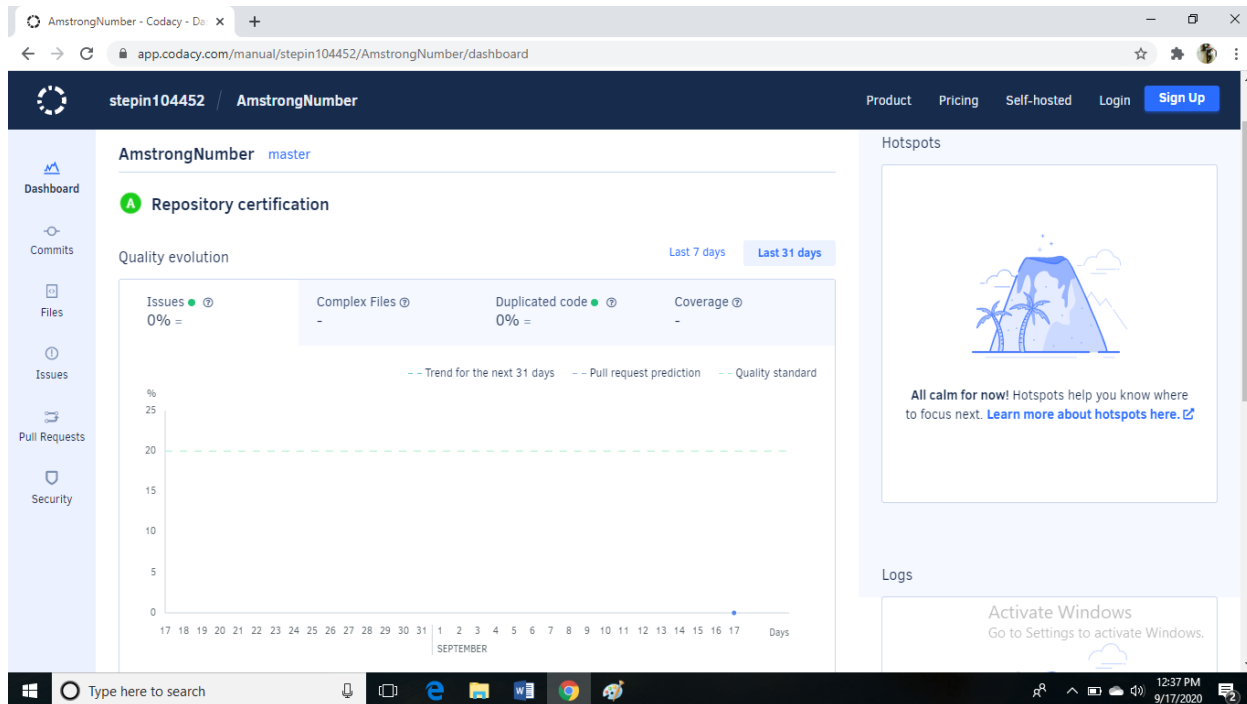 AmstrongNumber - Codacy - Da
app.codacy.com/manual/stepin104452/AmstrongNumber/dashboard
stepin104452 / AmstrongNumber
Product Pricing Self-hosted Login Sign Up
Dashboard
Commits
Files
Issues
Pull Requests
Security
AmstrongNumber master
A Repository certification
Quality evolution
Last 7 days Last 31 days
Issues Complex Files Duplicated code Coverage
0% = - 0% = -
Trend for the next 31 days Pull request prediction Quality standard
%
25
20
15
10
5
0
17 18 19 20 21 22 23 24 25 26 27 28 29 30 31 1 2 3 4 5 6 7 8 9 10 11 12 13 14 15 16 17 Days
SEPTEMBER
Hotspots
All calm for now! Hotspots help you know where
to focus next. Learn more about hotspots here.
Logs
Activate Windows
Go to Settings to activate Windows.
Type here to search
12:37 PM
9/17/2020
2